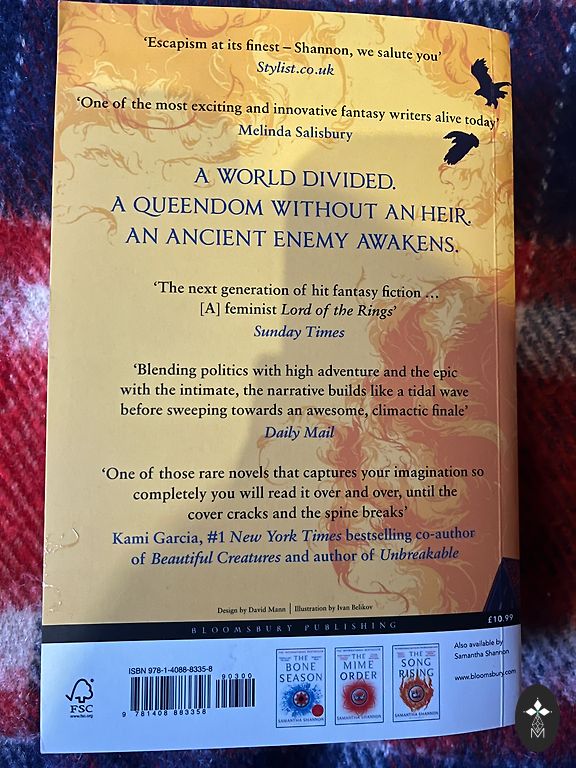 ‘Escapism at its finest – Shannon, we salute you’
Stylist.co.uk
‘One of the most exciting and innovative fantasy writers alive today’
Melinda Salisbury
A WORLD DIVIDED.
A QUEENDOM WITHOUT AN HEIR.
AN ANCIENT ENEMY AWAKENS.
‘The next generation of hit fantasy fiction …
[A] feminist Lord of the Rings’
Sunday Times
‘Blending politics with high adventure and the epic
with the intimate, the narrative builds like a tidal wave
before sweeping towards an awesome, climactic finale’
Daily Mail
‘One of those rare novels that captures your imagination so
completely you will read it over and over, until the
cover cracks and the spine breaks’
Kami Garcia, #1 New York Times bestselling co-author
of Beautiful Creatures and author of Unbreakable
Design by David Mann | Illustration by Ivan Belikov
£10.99
BLOOMSBURY PUBLISHING
FSC
www.fsc.org
ISBN 978-1-4088-8335-8
90300
9 781408 883358
THE
BONE
SEASON
SAMANTHA SHANNON
THE
MIME
ORDER
SAMANTHA SHANNON
THE
SONG
RISING
SAMANTHA SHANNON
Also available by
Samantha Shannon
www.bloomsbury.com
M